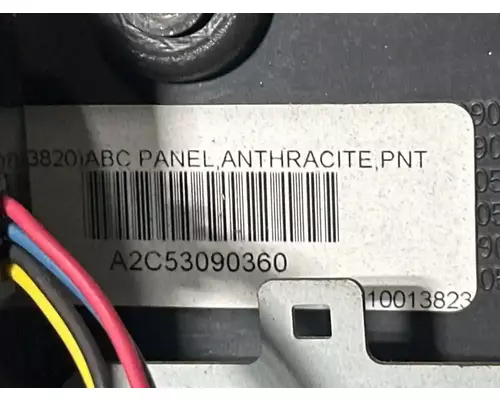 3820)ABC PANEL,ANTHRACITE,PNT
A2C53090360
10013823